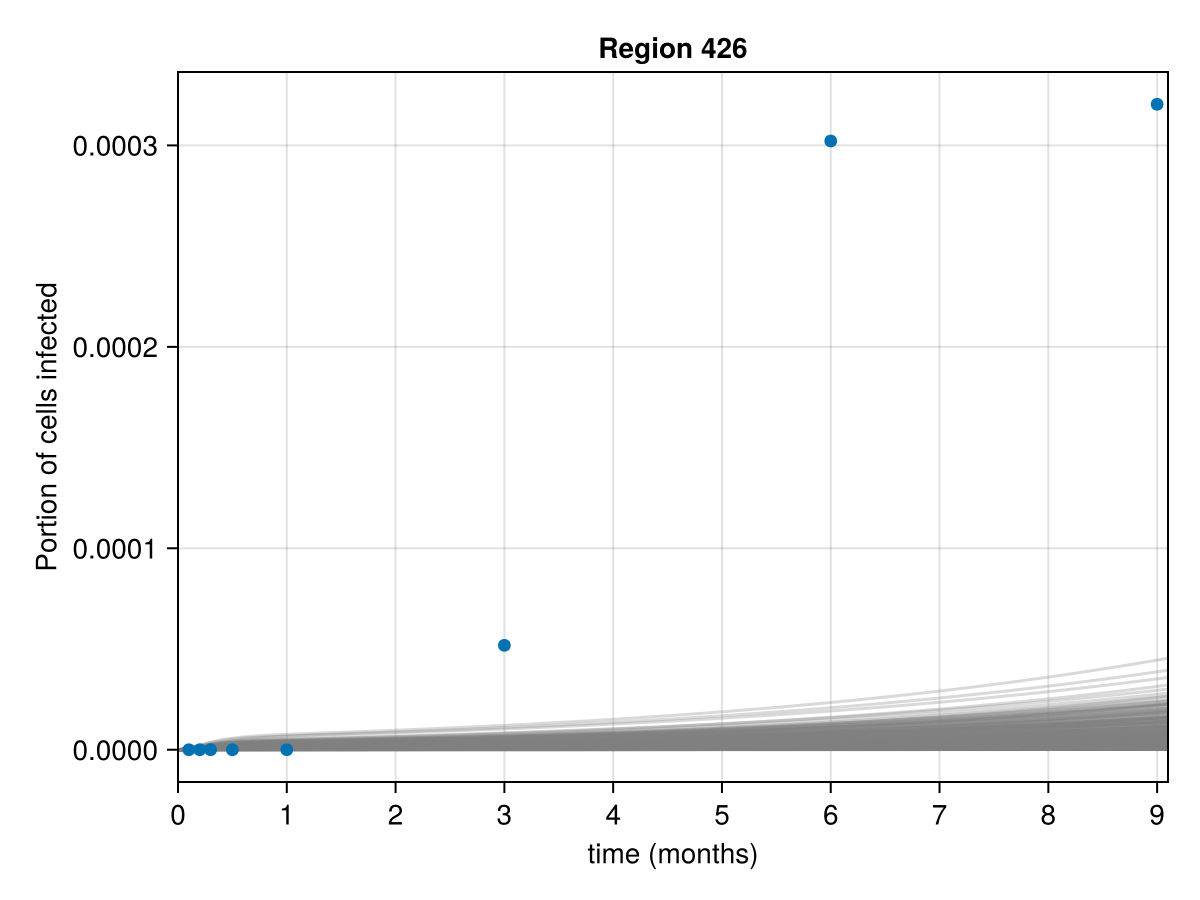 Region 426
Portion of cells infected
0.0003
0.0002
0.0001
0.0000
0 1 2 3 4 5 6 7 8 9
time (months)